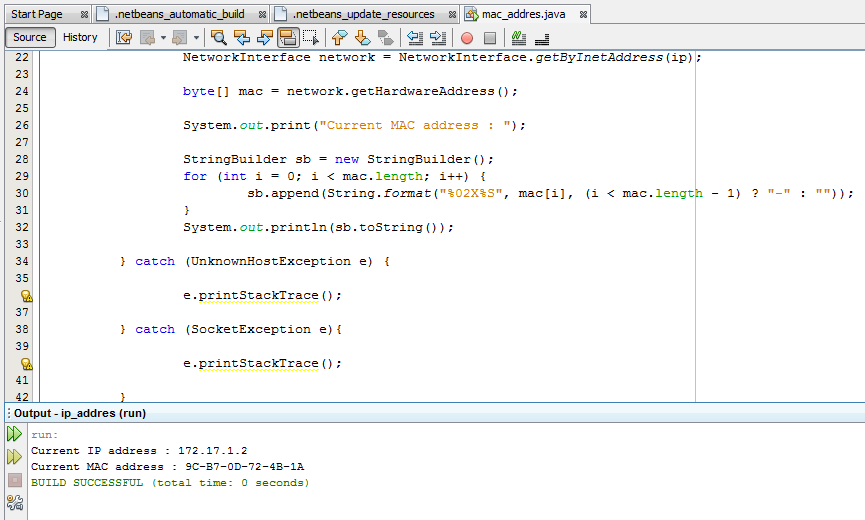 Start Page .netbeans_automatic_build .netbeans_update_resources mac_addres.java
Source History
22 NetworkInterface network = NetworkInterface.getByInetAddress(ip);
23
24 byte[] mac = network.getHardwareAddress();
25
26 System.out.print("Current MAC address : ");
27
28 StringBuilder sb = new StringBuilder();
29 for (int i = 0; i < mac.length; i++) {
30 sb.append(String.format("%02X%S", mac[i], (i < mac.length - 1) ? "-" : ""));
31 }
32 System.out.println(sb.toString());
33
34 } catch (UnknownHostException e) {
35
e.printStackTrace();
37
38 } catch (SocketException e){
39
e.printStackTrace();
41
42 }
Output - ip_addres (run)
run:
Current IP address : 172.17.1.2
Current MAC address : 9C-B7-0D-72-4B-1A
BUILD SUCCESSFUL (total time: 0 seconds)